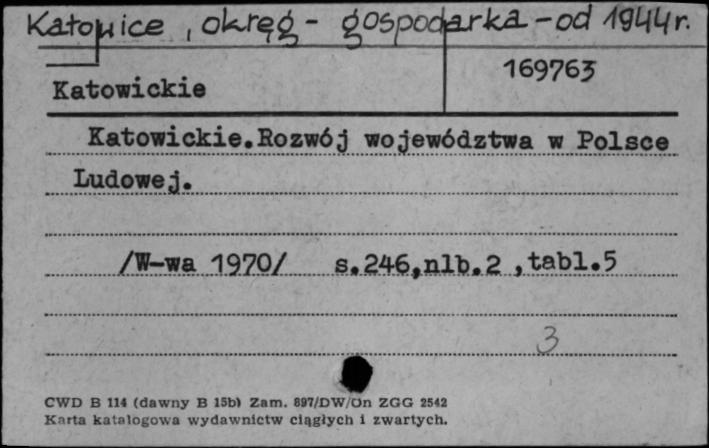 Katowice, okręg - gospodarka - od 1944 r.
169763
Katowickie
Katowickie.Rozwój województwa w Polsce
Ludowej.
/W-wa 1970/ s.246,nlb.2 ,tabl.5
3
CWD B 114 (dawny B 15b) Zam. 897/DW/On ZGG 2542
Karta katalogowa wydawnictw ciągłych i zwartych.